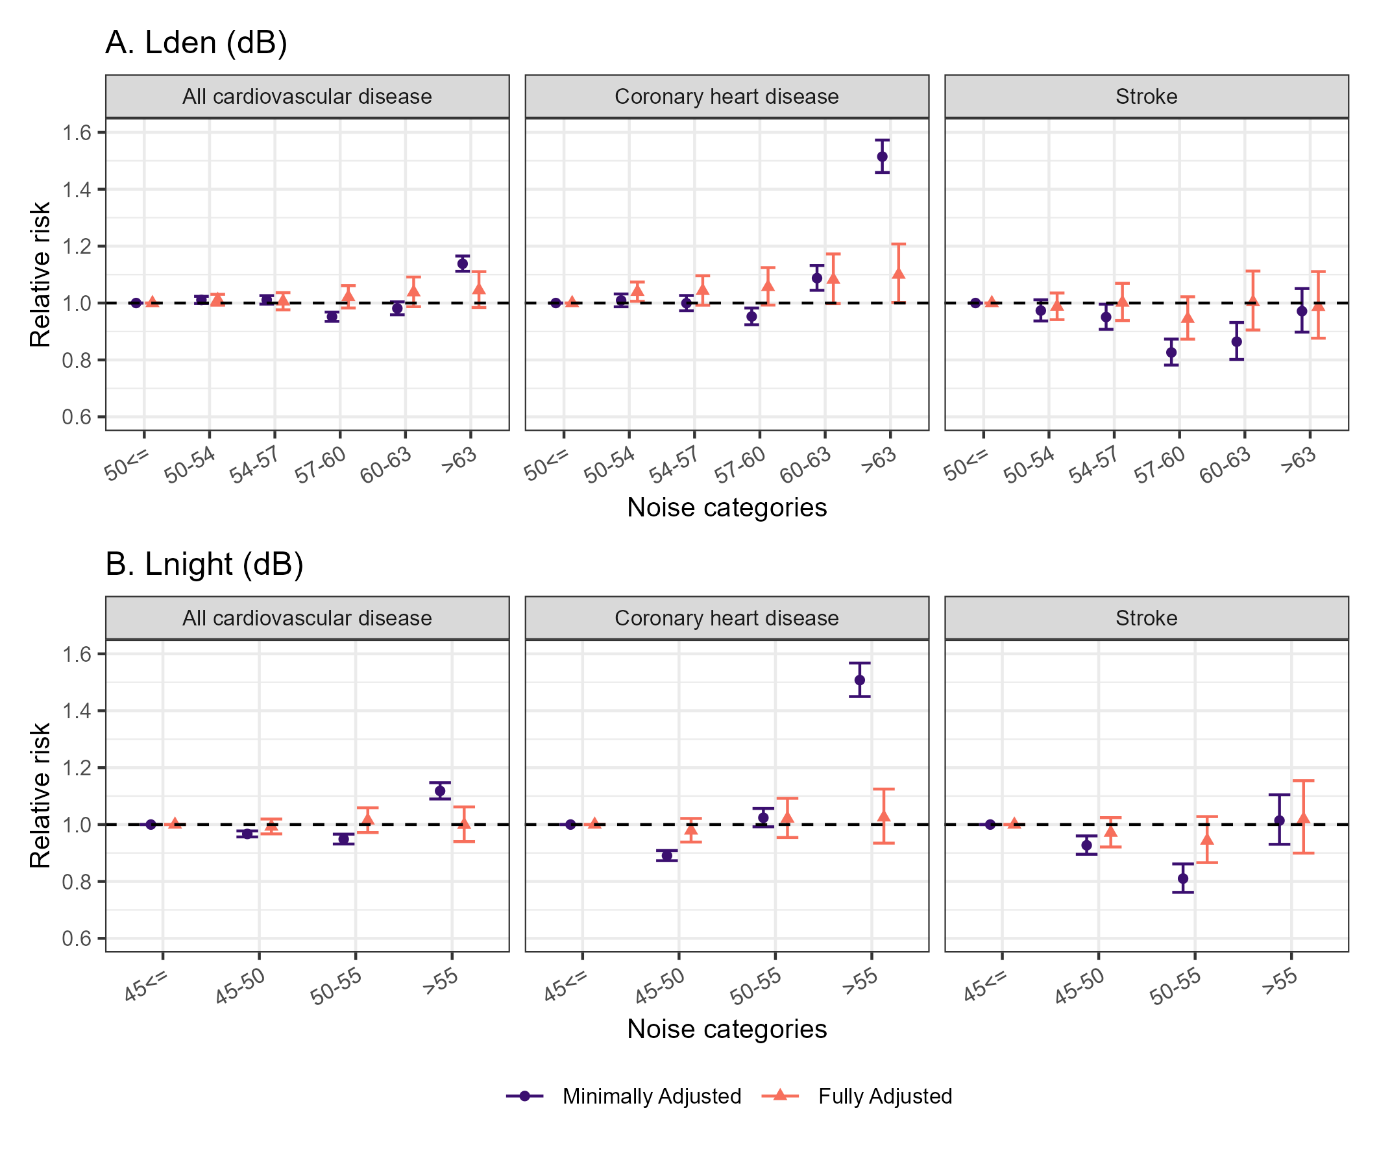 A. Lden (dB)
All cardiovascular disease
Coronary heart disease
Stroke
Relative risk
1.6
1.4
1.2
1.0
0.8
0.6
50<= 50-54 54-57 57-60 60-63 >63
50<= 50-54 54-57 57-60 60-63 >63
50<= 50-54 54-57 57-60 60-63 >63
Noise categories
B. Lnight (dB)
All cardiovascular disease
Coronary heart disease
Stroke
Relative risk
1.6
1.4
1.2
1.0
0.8
0.6
45<= 45-50 50-55 >55
45<= 45-50 50-55 >55
45<= 45-50 50-55 >55
Noise categories
Minimally Adjusted
Fully Adjusted